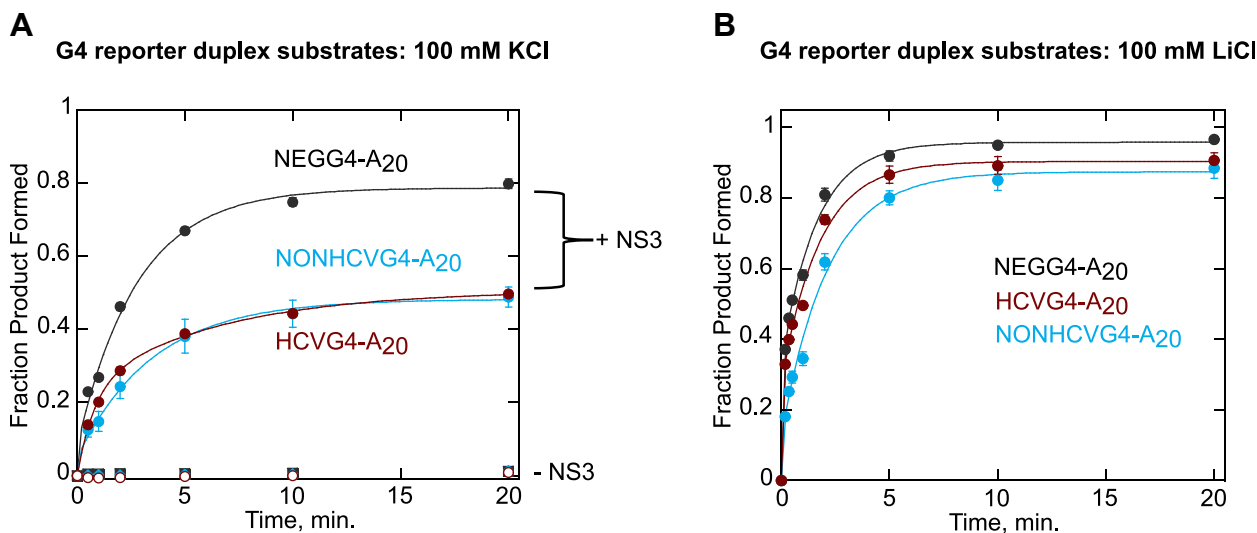 A
G4 reporter duplex substrates: 100 mM KCl
Fraction Product Formed
1
0.8
0.6
0.4
0.2
0
NEGG4-A20
NONHCVG4-A20
HCVG4-A20
+ NS3
- NS3
0
5
10
15
20
Time, min.
B
G4 reporter duplex substrates: 100 mM LiCl
Fraction Product Formed
1
0.8
0.6
0.4
0.2
0
NEGG4-A20
HCVG4-A20
NONHCVG4-A20
0
5
10
15
20
Time, min.